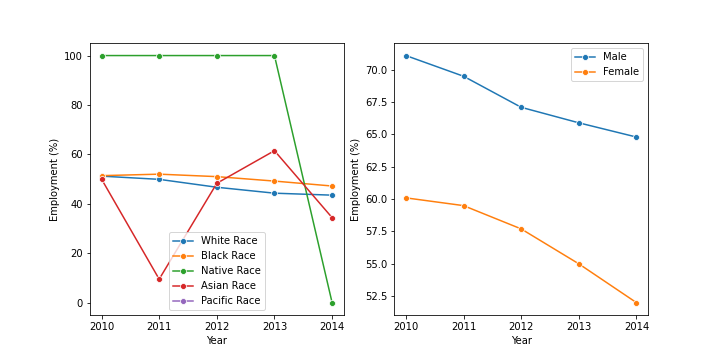 Employment (%)
100
80
60
40
20
0
2010 2011 2012 2013 2014
Year
White Race
Black Race
Native Race
Asian Race
Pacific Race
Employment (%)
70.0
67.5
65.0
62.5
60.0
57.5
55.0
52.5
2010 2011 2012 2013 2014
Year
Male
Female